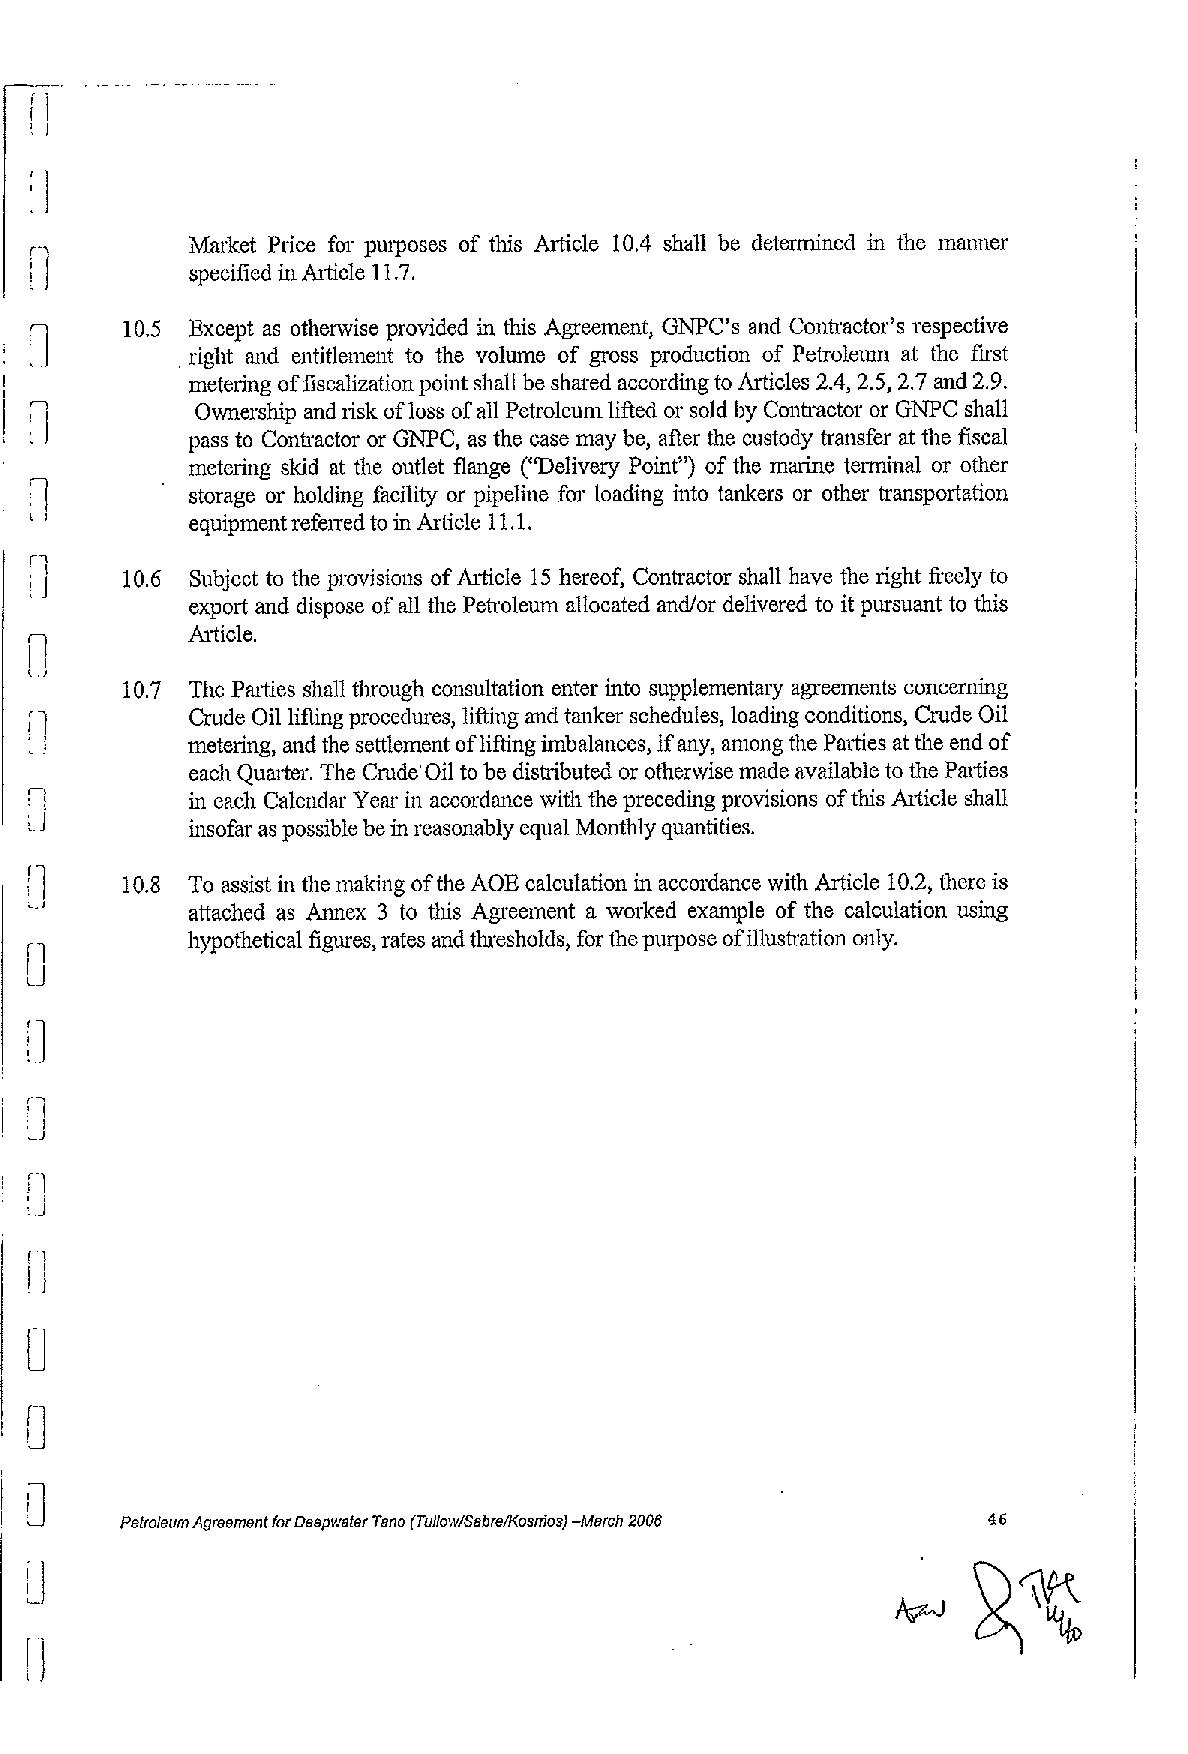 Market Price for purposes of this Article 10.4 shall be determined in the manner
specified in Article 11.7.
10.5 Except as otherwise provided in this Agreement, GNPC's and Contractor's respective
right and entitlement to the volume of gross production of Petroleum at the first
metering of fiscalization point shall be shared according to Articles 2.4, 2.5, 2.7 and 2.9.
Ownership and risk of loss of all Petroleum lifted or sold by Contractor or GNPC shall
pass to Contractor or GNPC, as the case may be, after the custody transfer at the fiscal
metering skid at the outlet flange ("Delivery Point") of the marine terminal or other
storage or holding facility or pipeline for loading into tankers or other transportation
equipment referred to in Article 11.1.
10.6 Subject to the provisions of Article 15 hereof, Contractor shall have the right freely to
export and dispose of all the Petroleum allocated and/or delivered to it pursuant to this
Article.
10.7 The Parties shall through consultation enter into supplementary agreements concerning
Crude Oil lifting procedures, lifting and tanker schedules, loading conditions, Crude Oil
metering, and the settlement of lifting imbalances, if any, among the Parties at the end of
each Quarter. The Crude Oil to be distributed or otherwise made available to the Parties
in each Calendar Year in accordance with the preceding provisions of this Article shall
insofar as possible be in reasonably equal Monthly quantities.
10.8 To assist in the making of the AOE calculation in accordance with Article 10.2, there is
attached as Annex 3 to this Agreement a worked example of the calculation using
hypothetical figures, rates and thresholds, for the purpose of illustration only.
Petroleum Agreement for Deepwater Tano (Tullow/Sabre/Kosmos) –March 2006 46